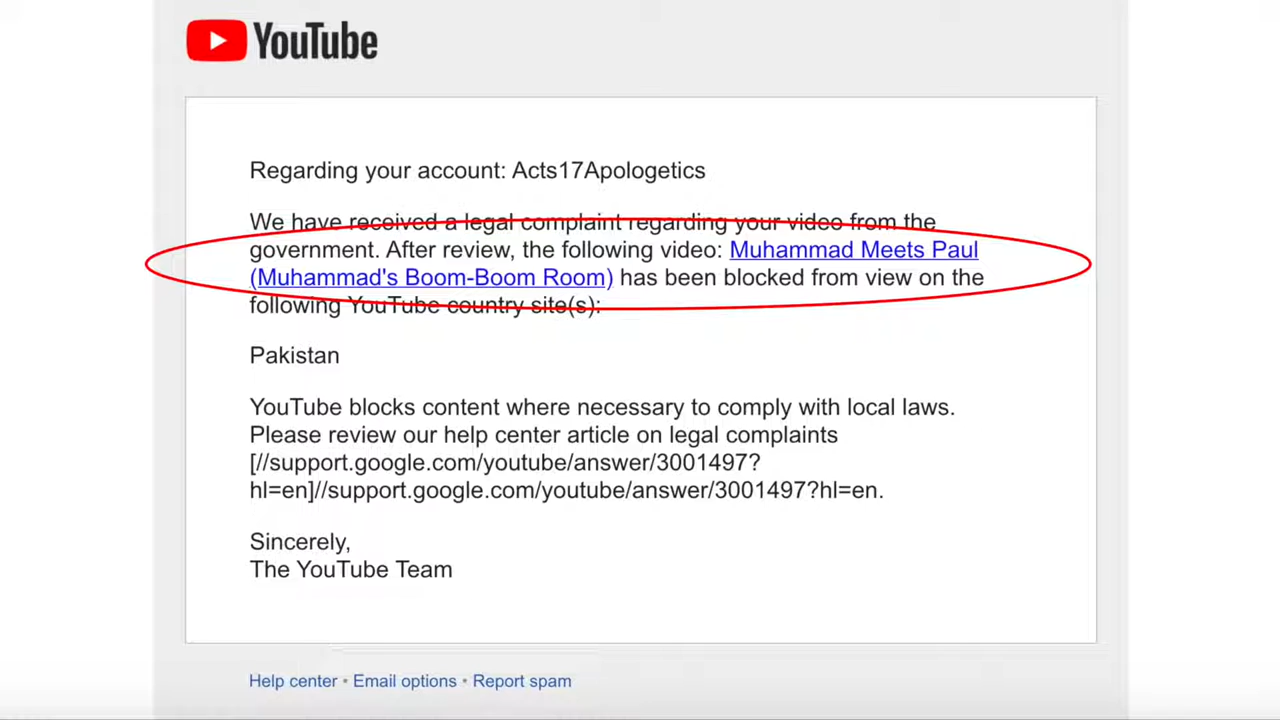 YouTube
Regarding your account: Acts17Apologetics
We have received a legal complaint regarding your video from the
government. After review, the following video: Muhammad Meets Paul
(Muhammad's Boom-Boom Room) has been blocked from view on the
following YouTube country site(s):
Pakistan
YouTube blocks content where necessary to comply with local laws.
Please review our help center article on legal complaints
[//support.google.com/youtube/answer/3001497?
hl=en]//support.google.com/youtube/answer/3001497?hl=en.
Sincerely,
The YouTube Team
Help center • Email options • Report spam